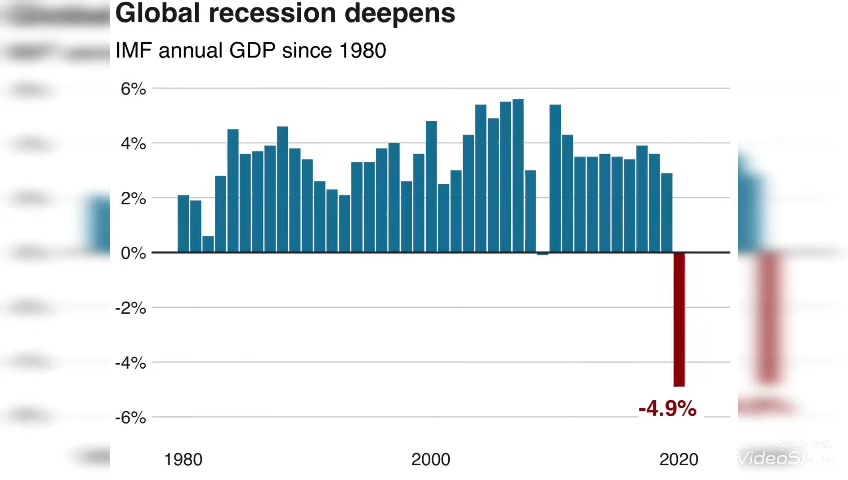 Global recession deepens
IMF annual GDP since 1980
6%
4%
2%
0%
-2%
-4%
-6%
-4.9%
1980 2000 2020